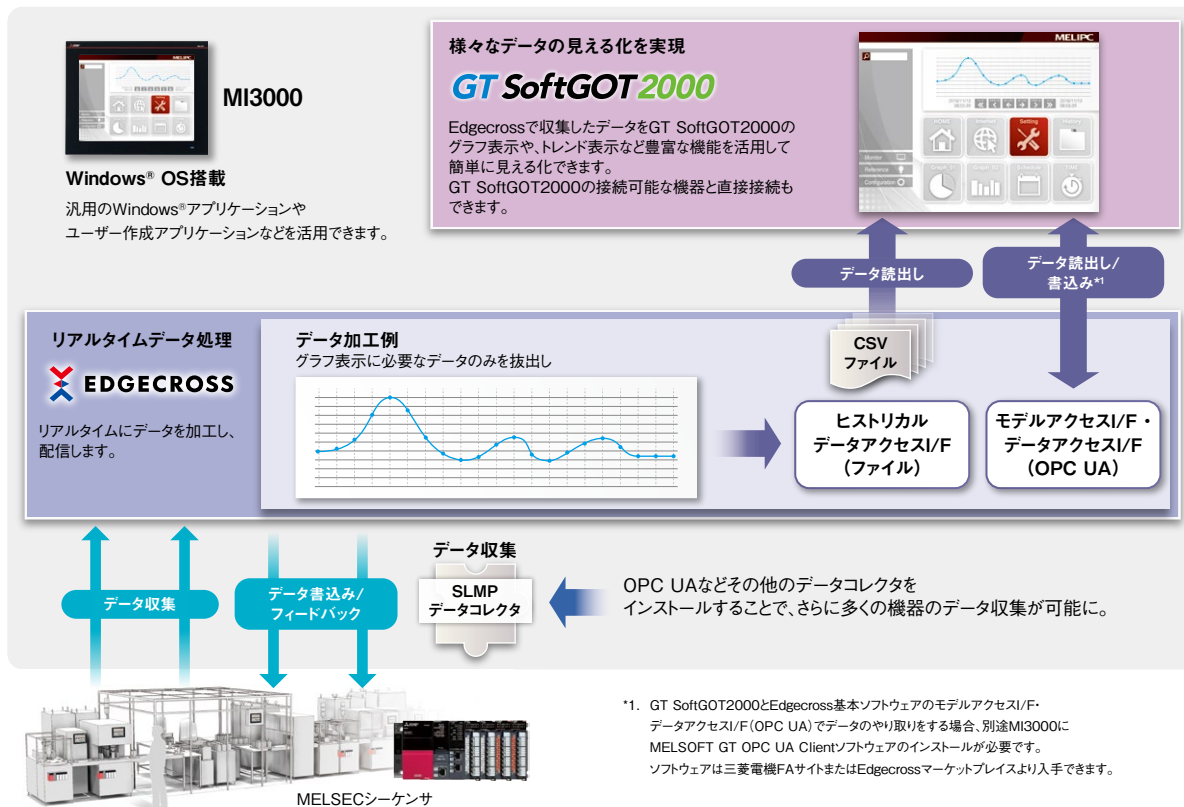 MELIPC
MI3000
Windows® OS搭載
汎用のWindows®アプリケーションや
ユーザー作成アプリケーションなどを活用できます。
様々なデータの見える化を実現
GT SoftGOT2000
Edgecrossで収集したデータをGT SoftGOT2000の
グラフ表示や、トレンド表示など豊富な機能を活用して
簡単に見える化できます。
GT SoftGOT2000の接続可能な機器と直接接続も
できます。
MELIPC
HOME
Internet
Setting
History
Monitor
Reference
Configuration
データ読出し
データ読出し/
書込み*1
リアルタイムデータ処理
EDGECROSS
リアルタイムにデータを加工し、
配信します。
データ加工例
グラフ表示に必要なデータのみを抜出し
CSV
ファイル
ヒストリカル
データアクセスI/F
（ファイル）
モデルアクセスI/F・
データアクセスI/F
（OPC UA）
データ収集
データ書込み/
フィードバック
データ収集
SLMP
データコレクタ
OPC UAなどその他のデータコレクタを
インストールすることで、さらに多くの機器のデータ収集が可能に。
MELSECシーケンサ
*1. GT SoftGOT2000とEdgecross基本ソフトウェアのモデルアクセスI/F・
データアクセスI/F（OPC UA）でデータのやり取りをする場合、別途MI3000に
MELSOFT GT OPC UA Clientソフトウェアのインストールが必要です。
ソフトウェアは三菱電機FAサイトまたはEdgecrossマーケットプレイスより入手できます。